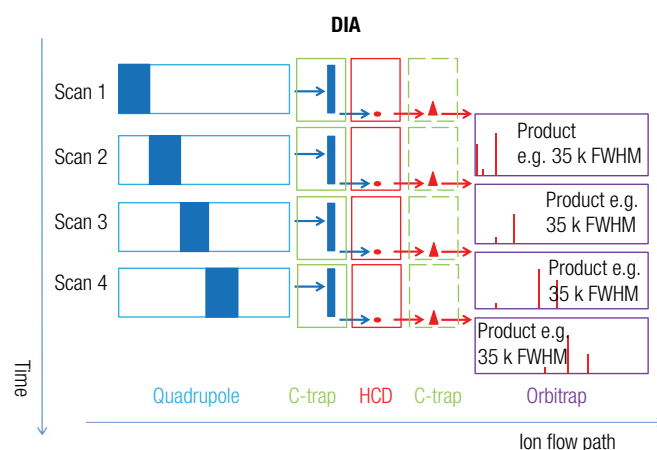 DIA
Scan 1
Product
e.g. 35 k FWHM
Scan 2
Product e.g.
35 k FWHM
Scan 3
Product e.g.
35 k FWHM
Scan 4
Product e.g.
35 k FWHM
Time
Quadrupole
C-trap
HCD
C-trap
Orbitrap
Ion flow path